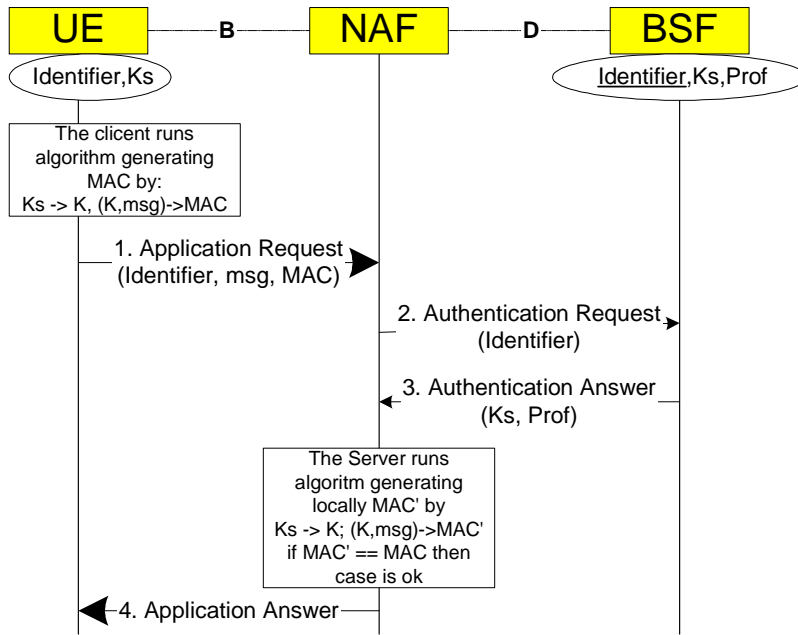 UE
B
NAF
D
BSF
Identifier,Ks
Identifier,Ks,Prof
The clicent runs
algorithm generating
MAC by:
Ks -> K, (K,msg)->MAC
1. Application Request
(Identifier, msg, MAC)
2. Authentication Request
(Identifier)
3. Authentication Answer
(Ks, Prof)
The Server runs
algoritm generating
locally MAC' by
Ks -> K; (K,msg)->MAC'
if MAC' == MAC then
case is ok
4. Application Answer